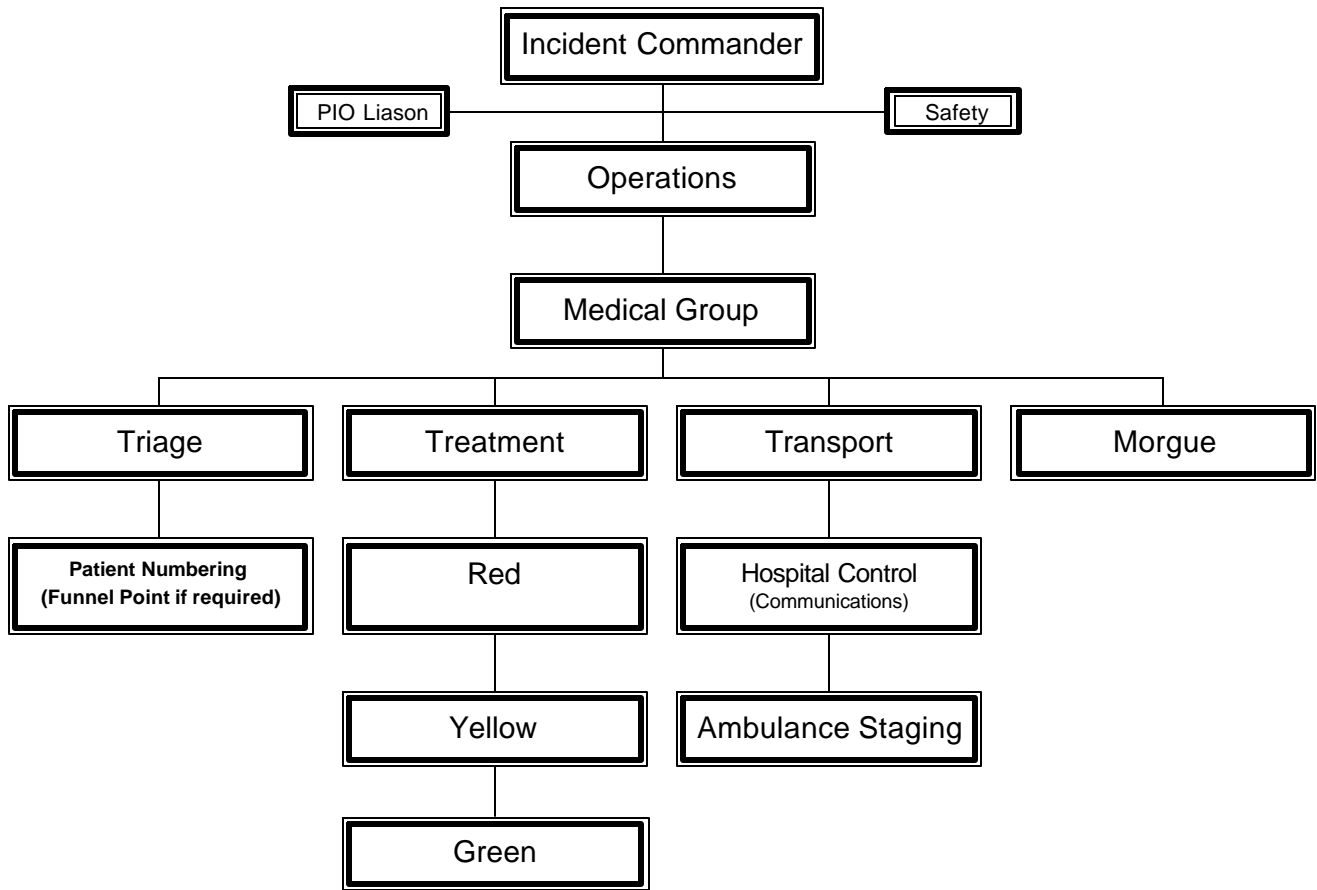 Incident Commander
PIO Liason
Safety
Operations
Medical Group
Triage
Treatment
Transport
Morgue
Patient Numbering
(Funnel Point if required)
Red
Hospital Control
(Communications)
Yellow
Ambulance Staging
Green